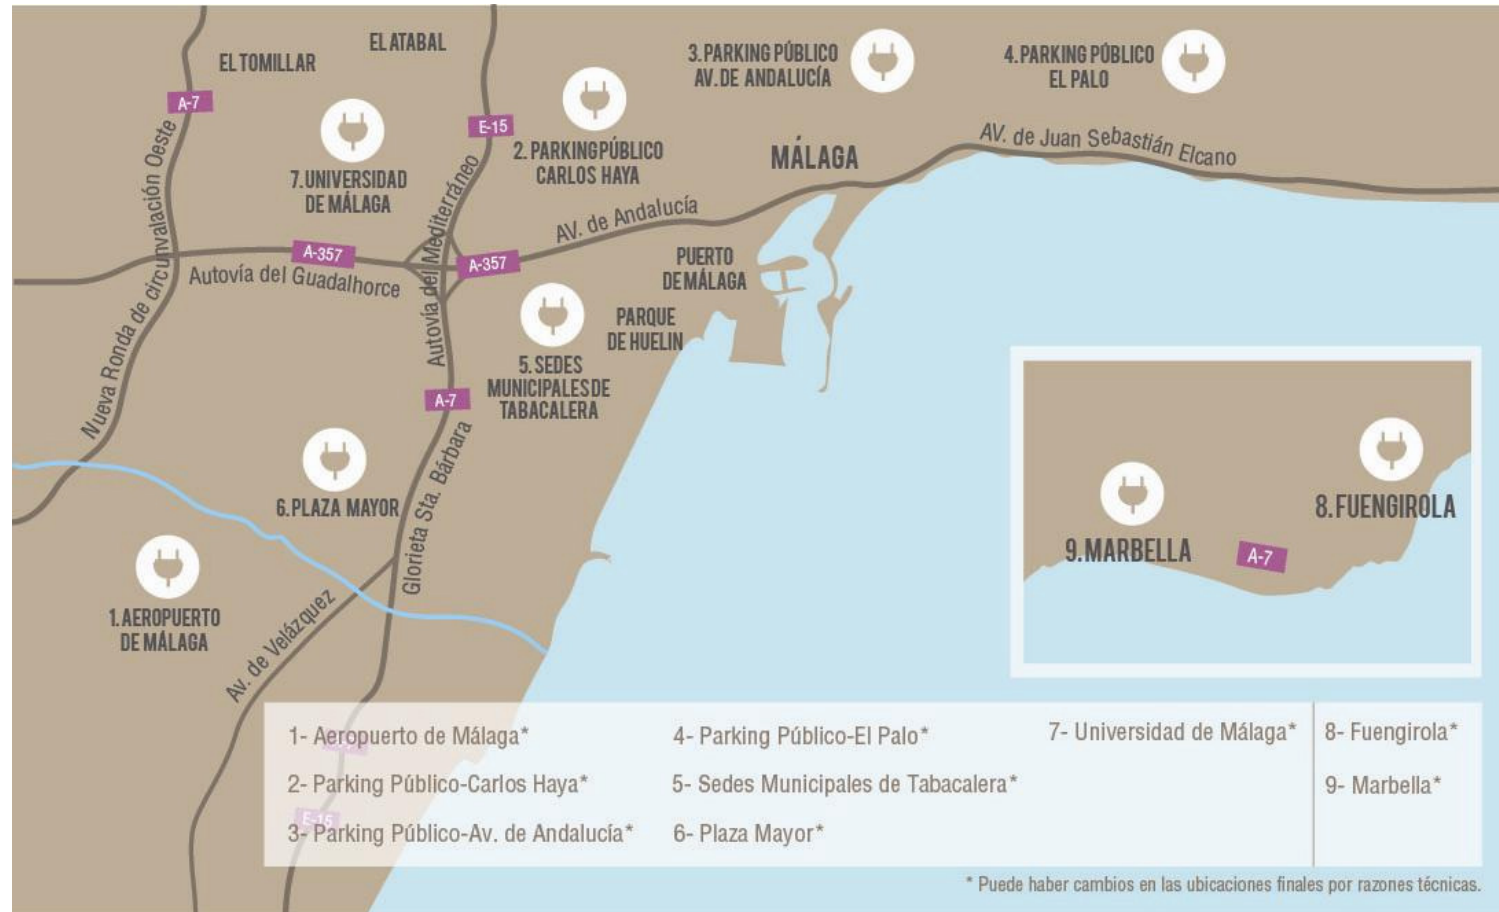 EL TOMILLAR
EL ATABAL
A-7
E-15
3. PARKING PÚBLICO
AV. DE ANDALUCÍA
4. PARKING PÚBLICO
EL PALO
2. PARKING PÚBLICO
CARLOS HAYA
7. UNIVERSIDAD
DE MÁLAGA
MÁLAGA
AV. de Juan Sebastián Elcano
Nueva Ronda de circunvalación Oeste
A-357
Autovía del Guadalhorce
Autovía del Mediterráneo
A-357
AV. de Andalucía
PUERTO
DE MÁLAGA
PARQUE
DE HUELIN
5. SEDES
MUNICIPALES DE
TABACALERA
A-7
Glorieta Sta. Bárbara
6. PLAZA MAYOR
1. AEROPUERTO
DE MÁLAGA
Av. de Velázquez
8. FUENGIROLA
9. MARBELLA
A-7
1- Aeropuerto de Málaga*
2- Parking Público-Carlos Haya*
E-15
3- Parking Público-Av. de Andalucía*
4- Parking Público-El Palo*
5- Sedes Municipales de Tabacalera*
6- Plaza Mayor*
7- Universidad de Málaga*
8- Fuengirola*
9- Marbella*
* Puede haber cambios en las ubicaciones finales por razones técnicas.